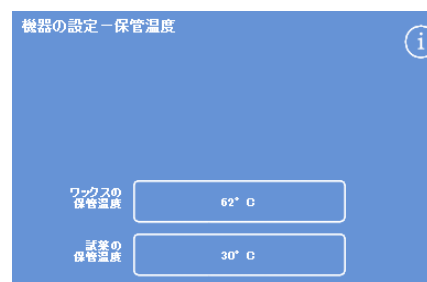 機器の設定－保管温度
i
ワックスの
保管温度
62° C
試薬の
保管温度
30° C